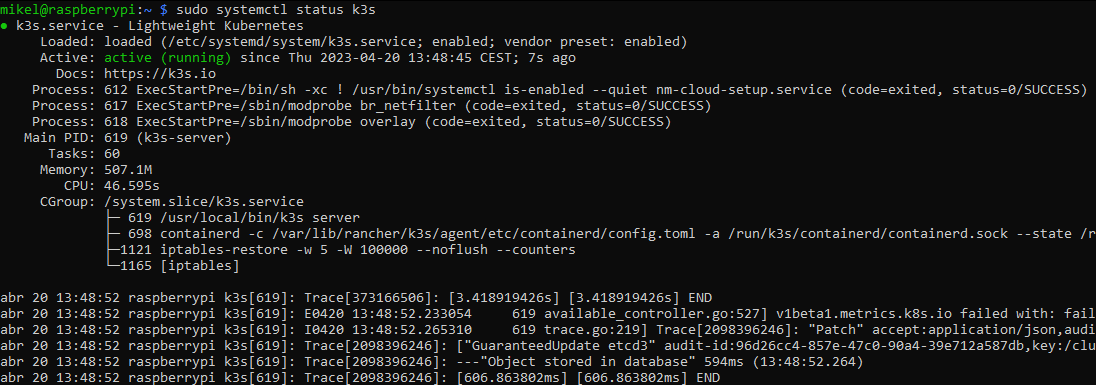 mikel@raspberrypi:~ $ sudo systemctl status k3s
● k3s.service - Lightweight Kubernetes
Loaded: loaded (/etc/systemd/system/k3s.service; enabled; vendor preset: enabled)
Active: active (running) since Thu 2023-04-20 13:48:45 CEST; 7s ago
Docs: https://k3s.io
Process: 612 ExecStartPre=/bin/sh -xc ! /usr/bin/systemctl is-enabled --quiet nm-cloud-setup.service (code=exited, status=0/SUCCESS)
Process: 617 ExecStartPre=/sbin/modprobe br_netfilter (code=exited, status=0/SUCCESS)
Process: 618 ExecStartPre=/sbin/modprobe overlay (code=exited, status=0/SUCCESS)
Main PID: 619 (k3s-server)
Tasks: 60
Memory: 507.1M
CPU: 46.595s
CGroup: /system.slice/k3s.service
├─ 619 /usr/local/bin/k3s server
├─ 698 containerd -c /var/lib/rancher/k3s/agent/etc/containerd/config.toml -a /run/k3s/containerd/containerd.sock --state /r
├─1121 iptables-restore -w 5 -W 100000 --noflush --counters
└─1165 [iptables]
abr 20 13:48:52 raspberrypi k3s[619]: Trace[373166506]: [3.418919426s] [3.418919426s] END
abr 20 13:48:52 raspberrypi k3s[619]: E0420 13:48:52.233054     619 available_controller.go:527] v1beta1.metrics.k8s.io failed with: fail
abr 20 13:48:52 raspberrypi k3s[619]: I0420 13:48:52.265310     619 trace.go:219] Trace[2098396246]: "Patch" accept:application/json,audi
abr 20 13:48:52 raspberrypi k3s[619]: Trace[2098396246]: ["GuaranteedUpdate etcd3" audit-id:96d26cc4-857e-47c0-90a4-39e712a587db,key:/clu
abr 20 13:48:52 raspberrypi k3s[619]: Trace[2098396246]: ---"Object stored in database" 594ms (13:48:52.264)
abr 20 13:48:52 raspberrypi k3s[619]: Trace[2098396246]: [606.863802ms] [606.863802ms] END